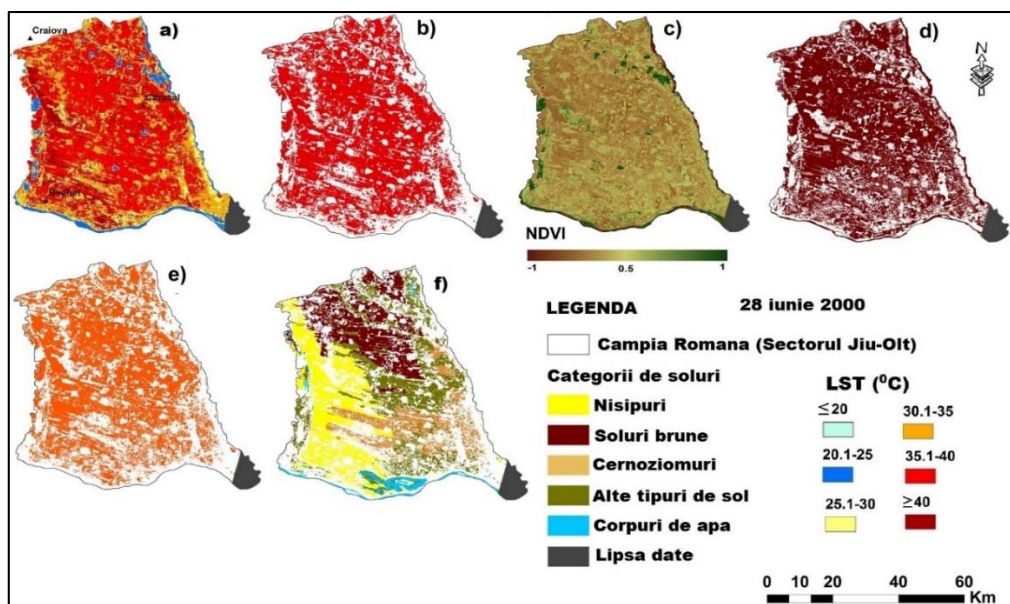 a)
Craiova
Caracal
b)
c)
d)
N
NDVI
-1 0.5 1
e)
f)
LEGENDA 28 iunie 2000
Campia Romana (Sectorul Jiu-Olt)
Categorii de soluri
Nisipuri
Soluri brune
Cernoziomuri
Alte tipuri de sol
Corpuri de apa
Lipsa date
LST (⁰C)
≤20 30.1-35
20.1-25 35.1-40
25.1-30 ≥40
0 10 20 40 60
Km